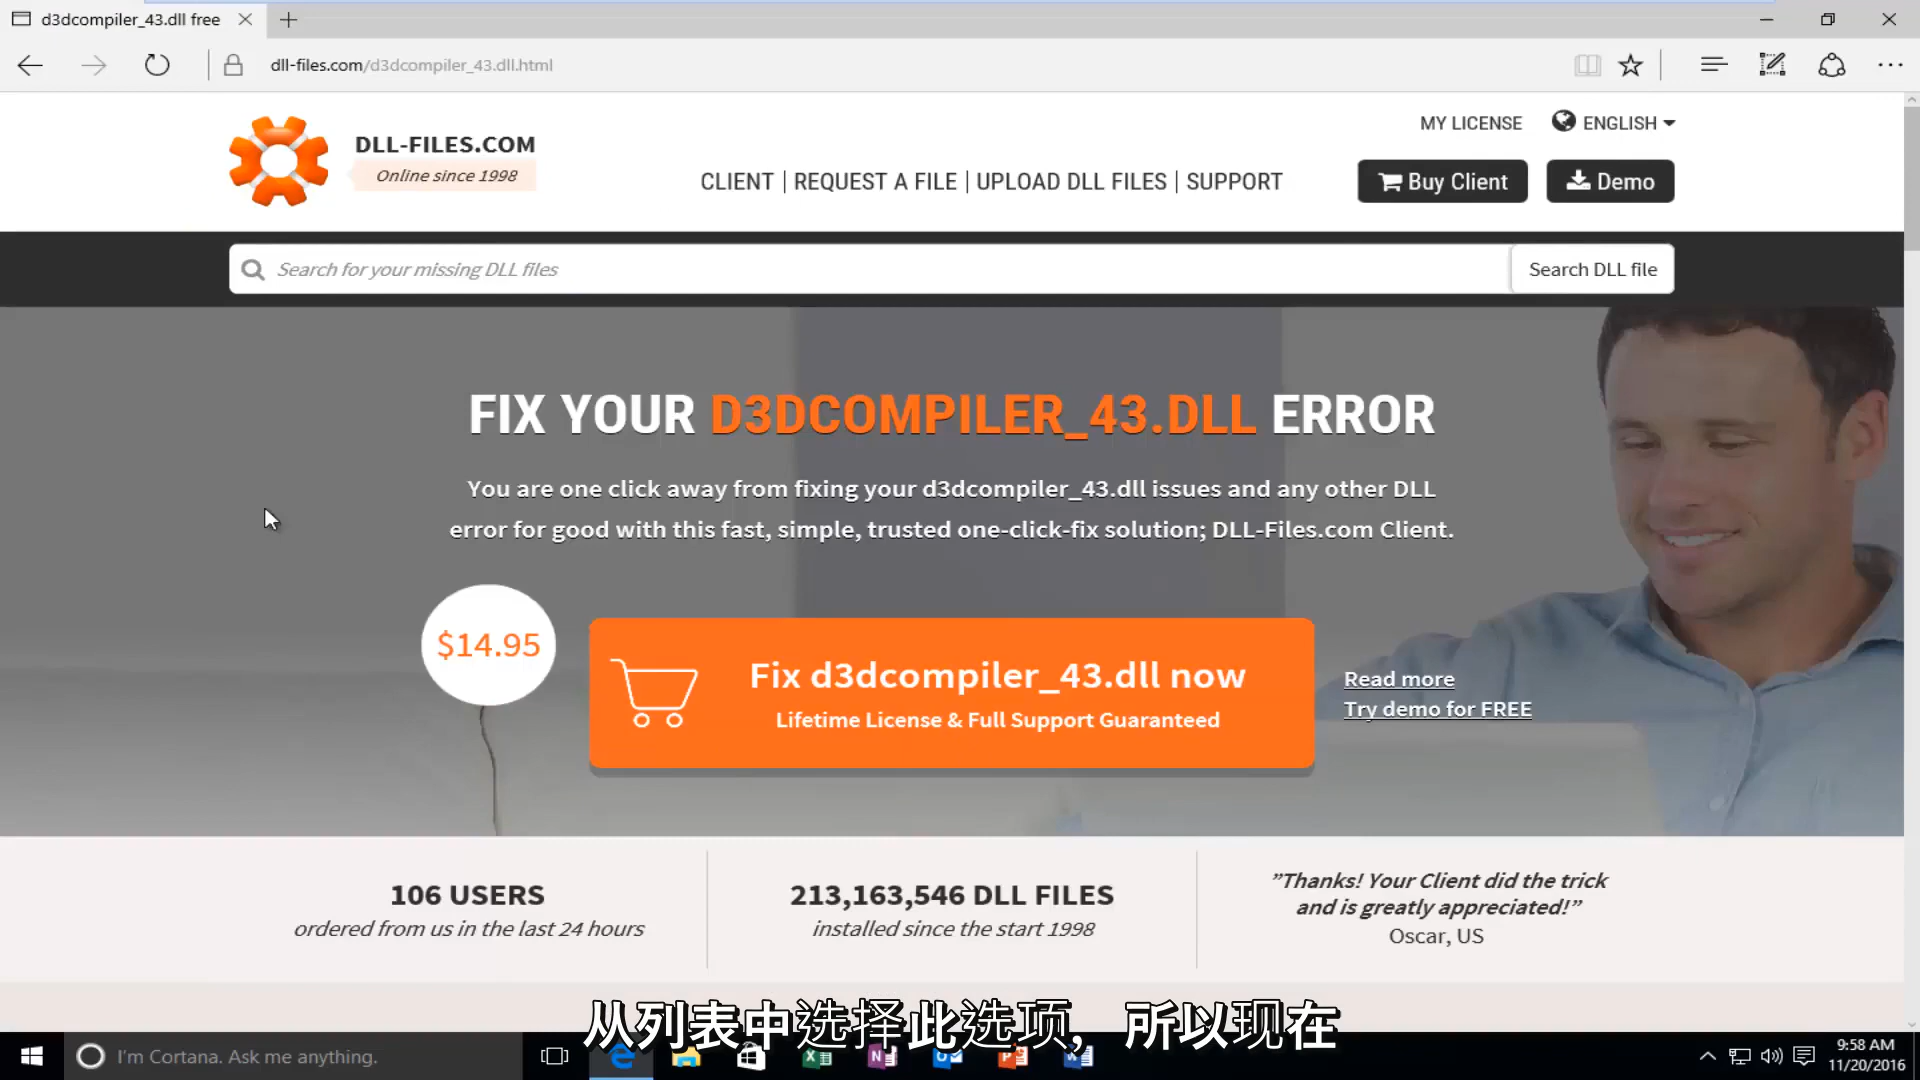 d3dcompiler_43.dll free
dll-files.com/d3dcompiler_43.dll.html
MY LICENSE
ENGLISH
DLL-FILES.COM
Online since 1998
CLIENT | REQUEST A FILE | UPLOAD DLL FILES | SUPPORT
Buy Client
Demo
Search for your missing DLL files
Search DLL file
FIX YOUR D3DCOMPILER_43.DLL ERROR
You are one click away from fixing your d3dcompiler_43.dll issues and any other DLL
error for good with this fast, simple, trusted one-click-fix solution; DLL-Files.com Client.
$14.95
Fix d3dcompiler_43.dll now
Lifetime License & Full Support Guaranteed
Read more
Try demo for FREE
106 USERS
ordered from us in the last 24 hours
213,163,546 DLL FILES
installed since the start 1998
”Thanks! Your Client did the trick
and is greatly appreciated!”
Oscar, US
从列表中选择此选项，所以现在
I'm Cortana. Ask me anything.
9:58 AM
11/20/2016